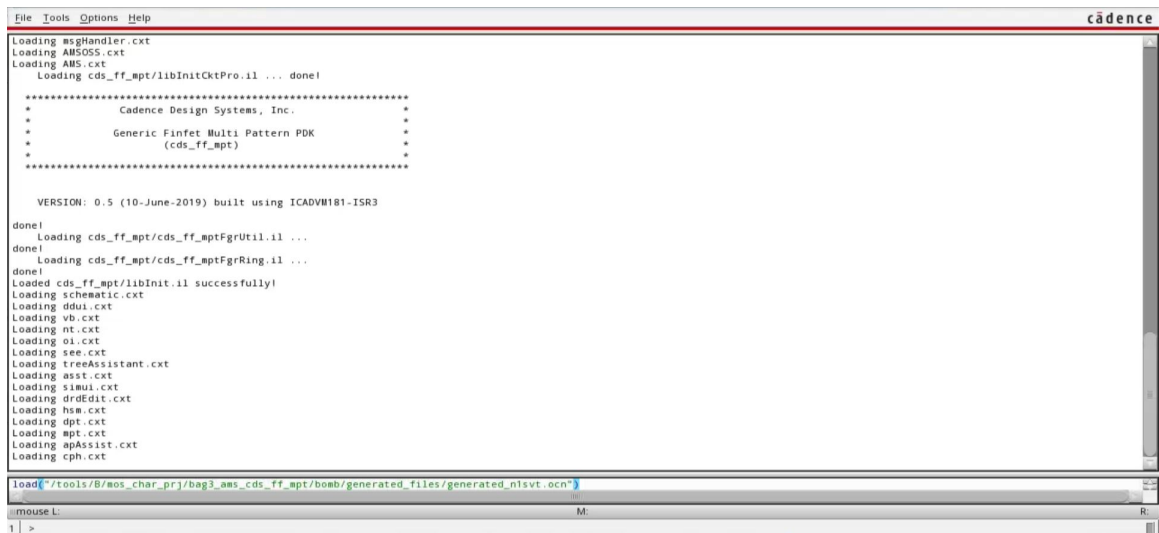 File Tools Options Help
cādence
Loading msgHandler.cxt
Loading AMSOSS.cxt
Loading AMS.cxt
Loading cds_ff_mpt/libInitCktPro.il ... done!
*************************************************************
* Cadence Design Systems, Inc. *
* *
* Generic Finfet Multi Pattern PDK *
* (cds_ff_mpt) *
* *
*************************************************************
VERSION: 0.5 (10-June-2019) built using ICADVM181-ISR3
done!
Loading cds_ff_mpt/cds_ff_mptFgrUtil.il ...
done!
Loading cds_ff_mpt/cds_ff_mptFgrRing.il ...
done!
Loaded cds_ff_mpt/libInit.il successfully!
Loading schematic.cxt
Loading ddui.cxt
Loading vb.cxt
Loading nt.cxt
Loading oi.cxt
Loading see.cxt
Loading treeAssistant.cxt
Loading asst.cxt
Loading simui.cxt
Loading drdEdit.cxt
Loading hsm.cxt
Loading dpt.cxt
Loading mpt.cxt
Loading apAssist.cxt
Loading cph.cxt
load("/tools/B/mos_char_prj/bag3_ams_cds_ff_mpt/bomb/generated_files/generated_n1svt.ocn")
mouse L: M: R:
1 >